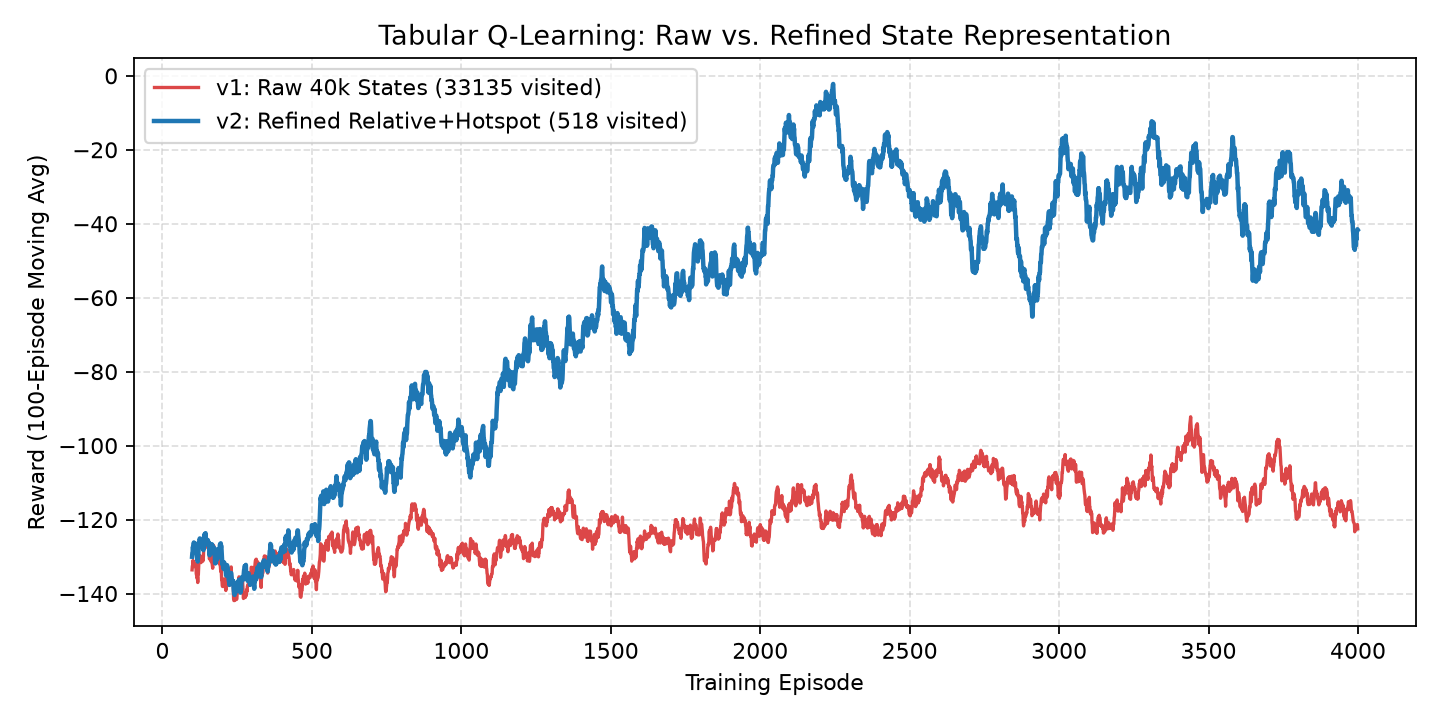 Tabular Q-Learning: Raw vs. Refined State Representation
v1: Raw 40k States (33135 visited)
v2: Refined Relative+Hotspot (518 visited)
Reward (100-Episode Moving Avg)
0
−20
−40
−60
−80
−100
−120
−140
0 500 1000 1500 2000 2500 3000 3500 4000
Training Episode